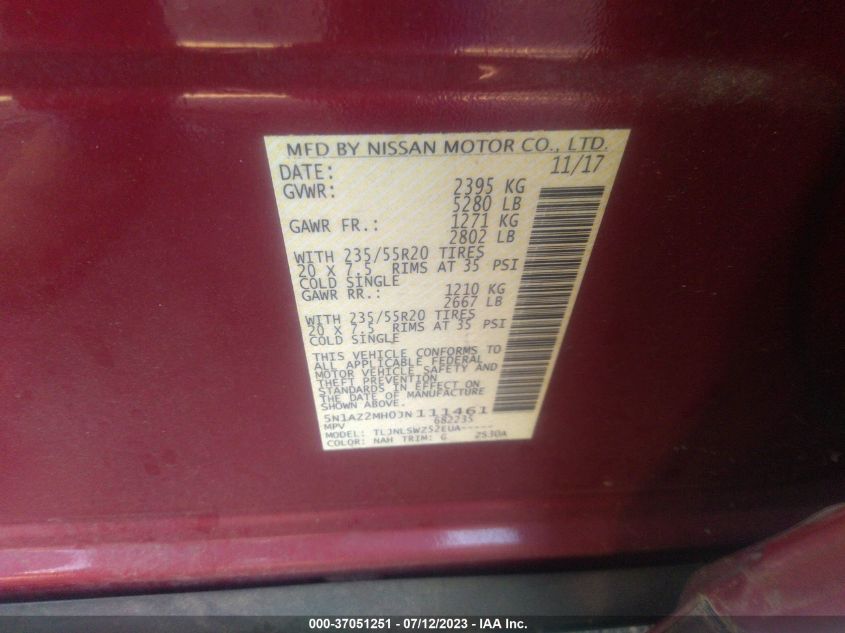 MFD BY NISSAN MOTOR CO., LTD.
DATE: 11/17
GVWR: 2395 KG
5280 LB
GAWR FR.: 1271 KG
2802 LB
WITH 235/55R20 TIRES
20 X 7.5 RIMS AT 35 PSI
COLD SINGLE
GAWR RR.: 1210 KG
2667 LB
WITH 235/55R20 TIRES
20 X 7.5 RIMS AT 35 PSI
COLD SINGLE
THIS VEHICLE CONFORMS TO
ALL APPLICABLE FEDERAL
MOTOR VEHICLE SAFETY AND
THEFT PREVENTION
STANDARDS IN EFFECT ON
THE DATE OF MANUFACTURE
SHOWN ABOVE.
5N1AZ2MH0JN111461
MPV 682235
MODEL: TLJNLSWZS2EUA-----
COLOR: NAH TRIM: G 2S30A
000-37051251 - 07/12/2023 - IAA Inc.